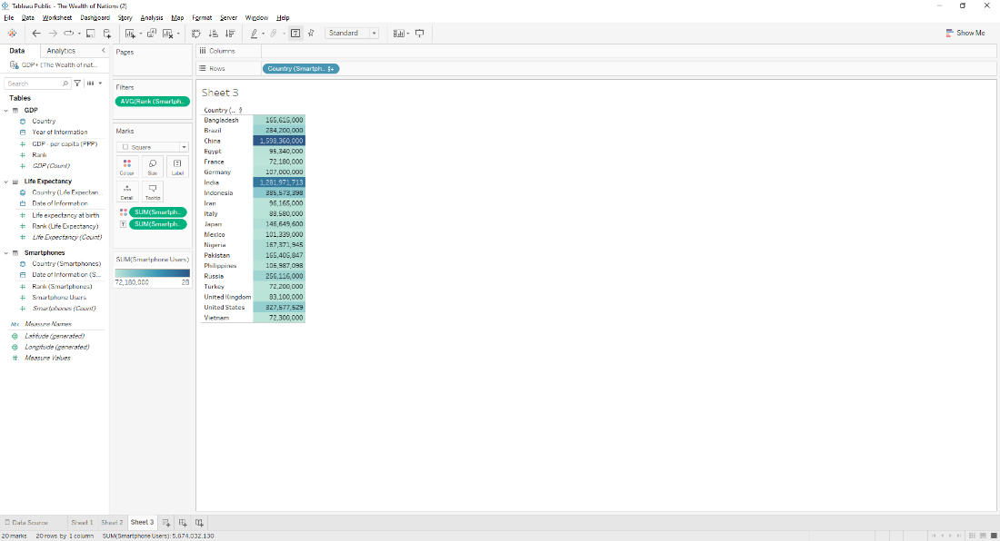 Tableau Public - The Wealth of Nations (2)
File Data Worksheet Dashboard Story Analysis Map Format Server Window Help
Standard
Show Me
Data Analytics
GDP+ (The Wealth of nat...
Search
Tables
GDP
Country
Year of Information
GDP - per capita (PPP)
Rank
GDP (Count)
Life Expectancy
Country (Life Expectan...
Date of Information
Life expectancy at birth
Rank (Life Expectancy)
Life Expectancy (Count)
Smartphones
Country (Smartphones)
Date of Information (S...
Rank (Smartphones)
Smartphone Users
Smartphones (Count)
Abc Measure Names
Latitude (generated)
Longitude (generated)
Measure Values
Pages
Filters
AVG(Rank (Smartph..
Marks
Square
Colour Size Label
Detail Tooltip
SUM(Smartph..
SUM(Smartph..
SUM(Smartphone Users)
72,180,000 2B
Columns
Rows Country (Smartph..
Sheet 3
Country (..
Bangladesh 165,615,000
Brazil 284,200,000
China 1,598,360,000
Egypt 95,340,000
France 72,180,000
Germany 107,000,000
India 1,281,971,713
Indonesia 385,573,398
Iran 96,165,000
Italy 88,580,000
Japan 146,649,600
Mexico 101,339,000
Nigeria 167,371,945
Pakistan 165,405,847
Philippines 106,987,098
Russia 256,116,000
Turkey 72,200,000
United Kingdom 83,100,000
United States 327,577,529
Vietnam 72,300,000
Data Source Sheet 1 Sheet 2 Sheet 3
20 marks 20 rows by 1 column SUM(Smartphone Users): 5,674,032,130